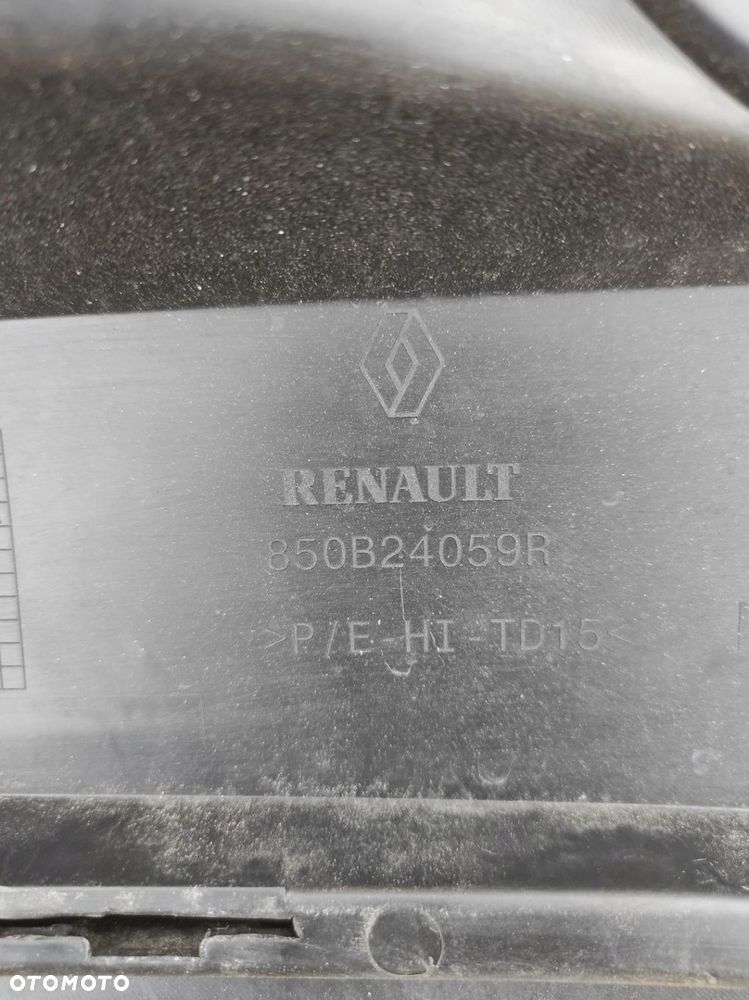 RENAULT
850B24059R
>P/E-HI-TD15<
OTOMOTO